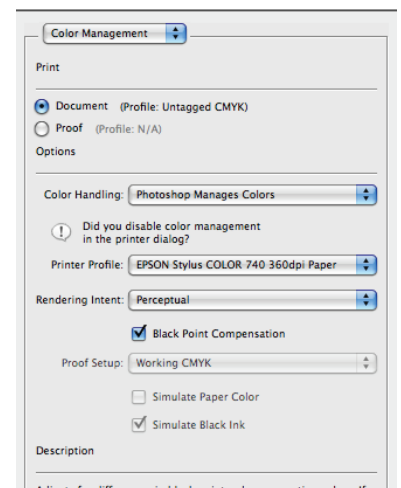 Color Management
Print
Document (Profile: Untagged CMYK)
Proof (Profile: N/A)
Options
Color Handling: Photoshop Manages Colors
Did you disable color management
in the printer dialog?
Printer Profile: EPSON Stylus COLOR 740 360dpi Paper
Rendering Intent: Perceptual
Black Point Compensation
Proof Setup: Working CMYK
Simulate Paper Color
Simulate Black Ink
Description